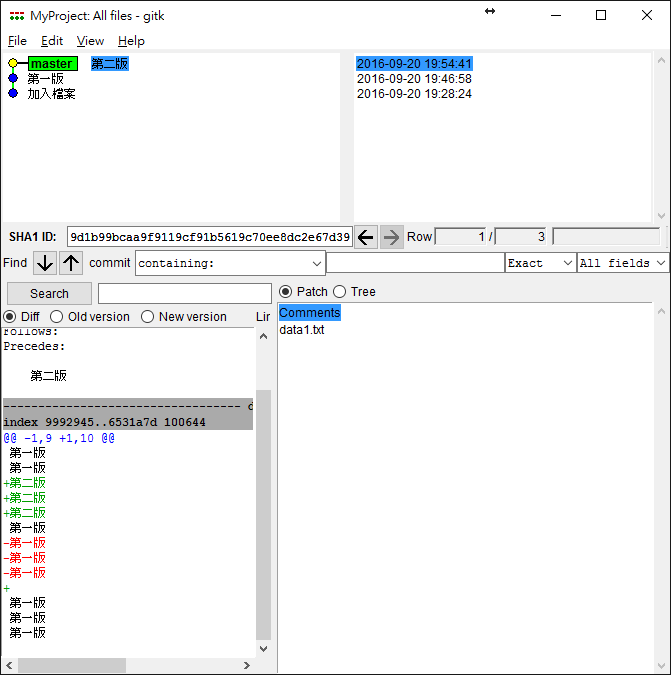 MyProject: All files - gitk
File Edit View Help
master 第二版 2016-09-20 19:54:41
第一版 2016-09-20 19:46:58
加入檔案 2016-09-20 19:28:24
SHA1 ID: 9d1b99bcaa9f9119cf91b5619c70ee8dc2e67d39 Row 1 / 3
Find commit containing: Exact All fields
Search Patch Tree
Diff Old version New version Lir
Comments
data1.txt
Follows:
Precedes:
第二版
---------------------------------- d
index 9992945..6531a7d 100644
@@ -1,9 +1,10 @@
第一版
第一版
+第二版
+第二版
+第二版
第一版
-第一版
-第一版
-第一版
+
第一版
第一版
第一版